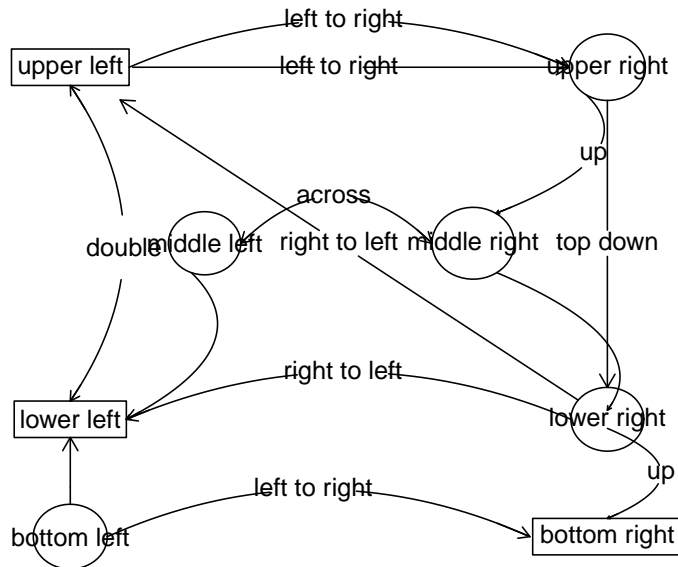 left to right
upper left
left to right
upper right
up
across
double
middle left
right to left
middle right
top down
right to left
lower left
lower right
up
left to right
bottom left
bottom right